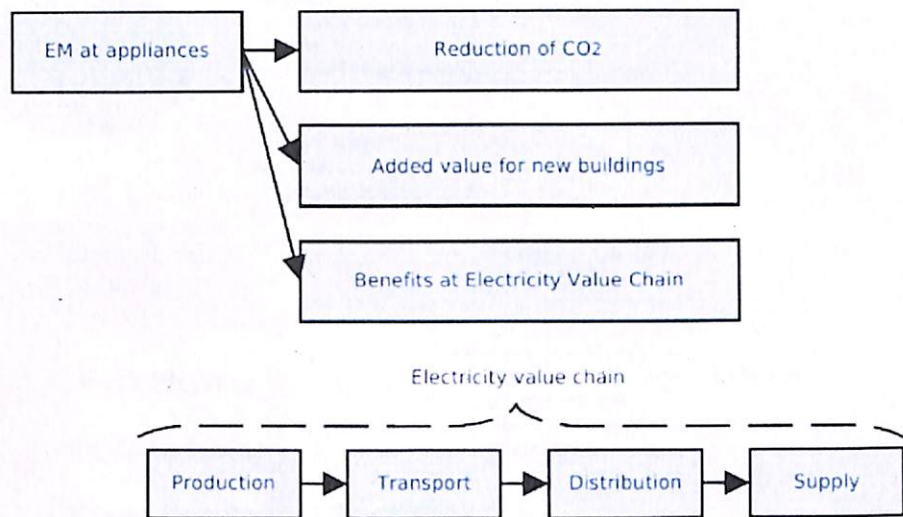 EM at appliances
Reduction of CO2
Added value for new buildings
Benefits at Electricity Value Chain
Electricity value chain
Production
Transport
Distribution
Supply